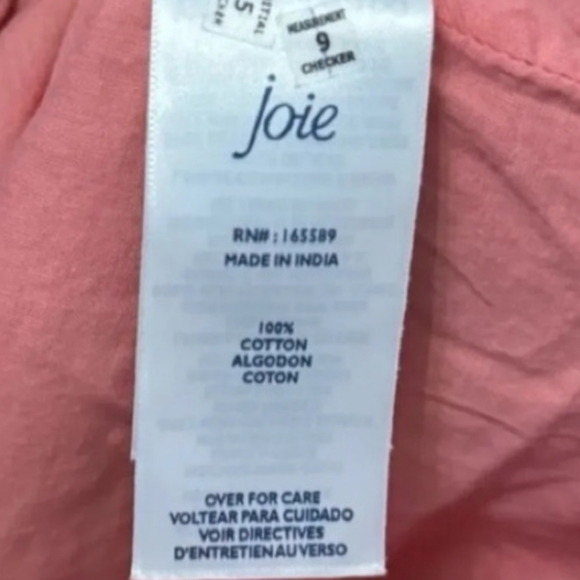 5
MEASUREMENT
9
CHECKER
Joie
RN# : 165589
MADE IN INDIA
100%
COTTON
ALGODON
COTON
OVER FOR CARE
VOLTEAR PARA CUIDADO
VOIR DIRECTIVES
D'ENTRETIEN AU VERSO